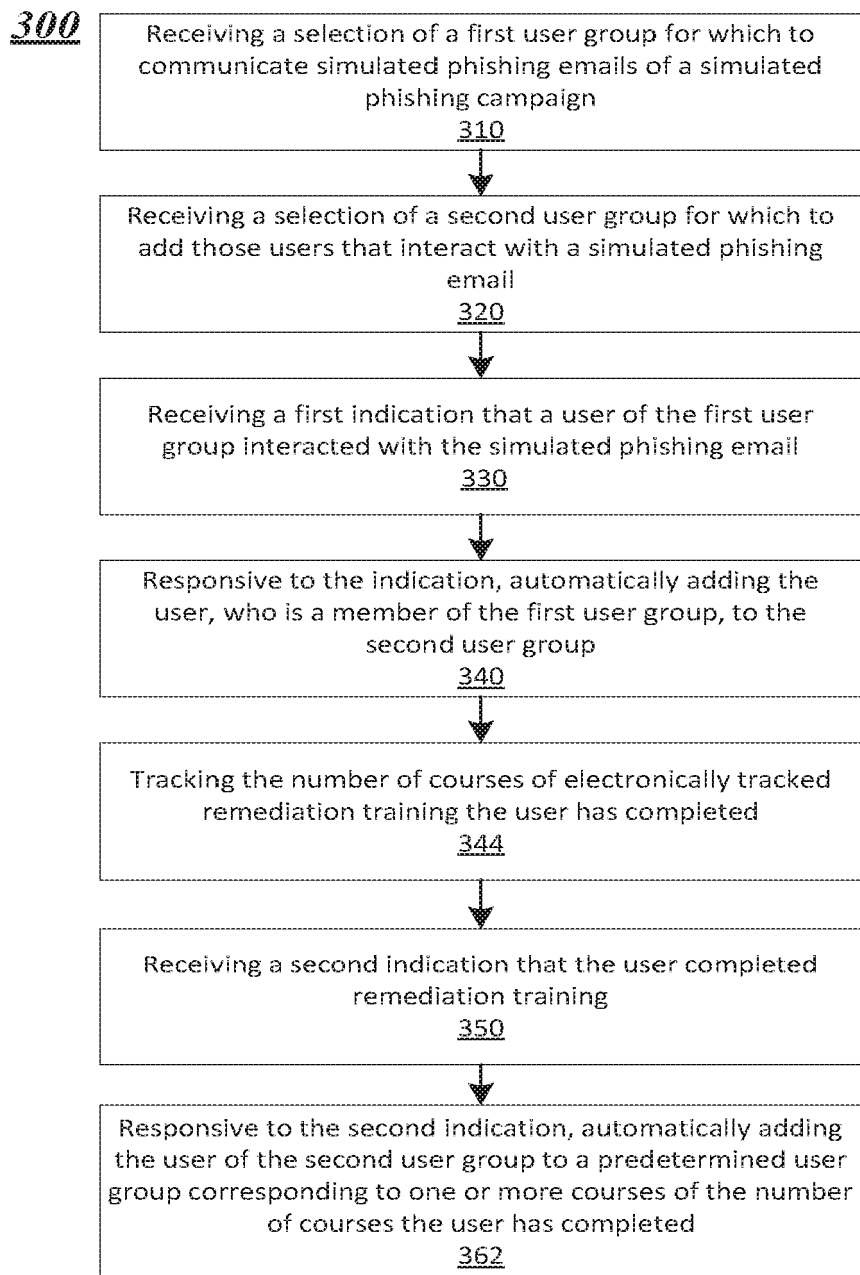 300
Receiving a selection of a first user group for which to
communicate simulated phishing emails of a simulated
phishing campaign
310
Receiving a selection of a second user group for which to
add those users that interact with a simulated phishing
email
320
Receiving a first indication that a user of the first user
group interacted with the simulated phishing email
330
Responsive to the indication, automatically adding the
user, who is a member of the first user group, to the
second user group
340
Tracking the number of courses of electronically tracked
remediation training the user has completed
344
Receiving a second indication that the user completed
remediation training
350
Responsive to the second indication, automatically adding
the user of the second user group to a predetermined user
group corresponding to one or more courses of the number
of courses the user has completed
362